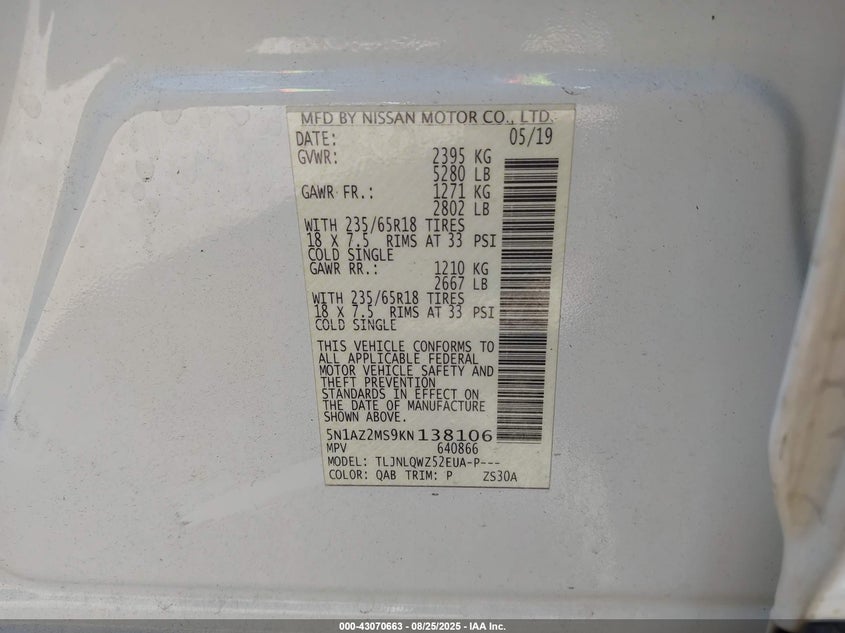 MFD BY NISSAN MOTOR CO., LTD.
DATE: 05/19
GVWR: 2395 KG
5280 LB
GAWR FR.: 1271 KG
2802 LB
WITH 235/65R18 TIRES
18 X 7.5 RIMS AT 33 PSI
COLD SINGLE
GAWR RR.: 1210 KG
2667 LB
WITH 235/65R18 TIRES
18 X 7.5 RIMS AT 33 PSI
COLD SINGLE
THIS VEHICLE CONFORMS TO
ALL APPLICABLE FEDERAL
MOTOR VEHICLE SAFETY AND
THEFT PREVENTION
STANDARDS IN EFFECT ON
THE DATE OF MANUFACTURE
SHOWN ABOVE.
5N1AZ2MS9KN138106
MPV 640866
MODEL: TLJNLQWZ52EUA-P---
COLOR: QAB TRIM: P ZS30A
000-43070663 - 08/25/2025 - IAA Inc.